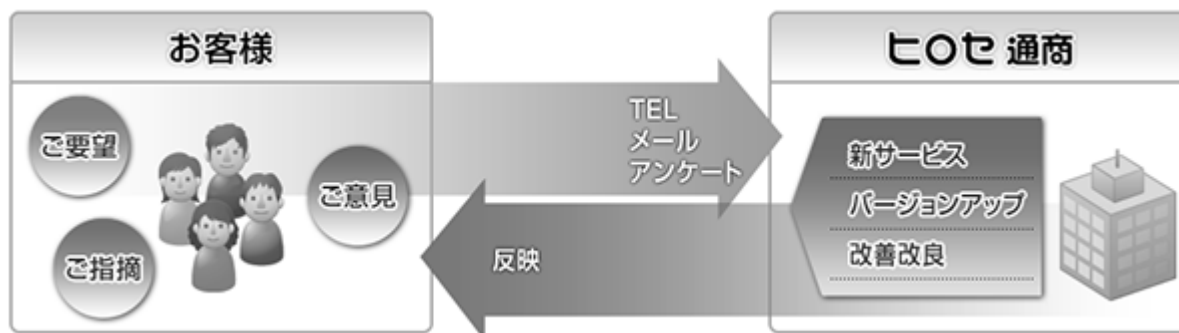 お客様
ご要望
ご意見
ご指摘
TEL
メール
アンケート
反映
ヒロセ通商
新サービス
バージョンアップ
改善改良